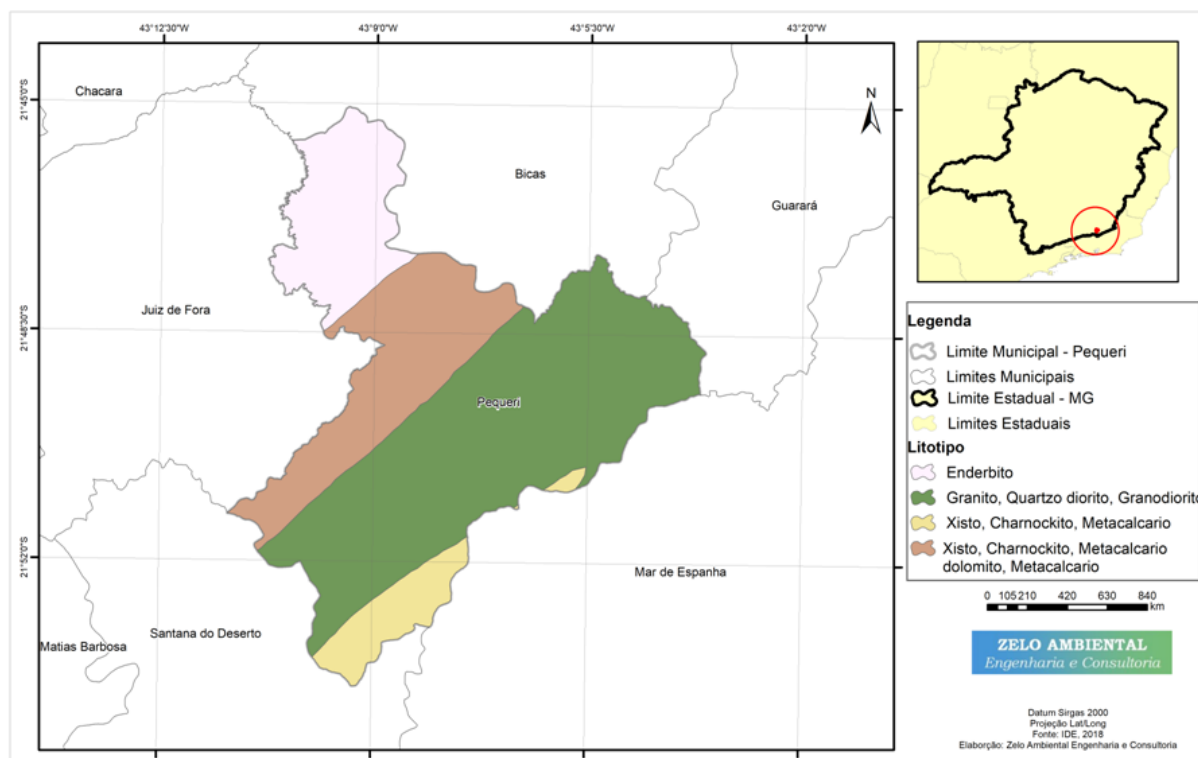 43°12'30"W
43°9'0"W
43°5'30"W
43°2'0"W
21°45'0"S
21°48'30"S
21°52'0"S
Chacara
Bicas
Guarará
Juiz de Fora
Pequeri
Mar de Espanha
Santana do Deserto
Matias Barbosa
N
Legenda
Limite Municipal - Pequeri
Limites Municipais
Limite Estadual - MG
Limites Estaduais
Litotipo
Enderbito
Granito, Quartzo diorito, Granodiorito
Xisto, Charnockito, Metacalcario
Xisto, Charnockito, Metacalcario
dolomito, Metacalcario
0 105 210 420 630 840
km
ZELO AMBIENTAL
Engenharia e Consultoria
Datum Sirgas 2000
Projeção Lat/Long
Fonte: IDE, 2018
Elaborção: Zelo Ambiental Engenharia e Consultoria